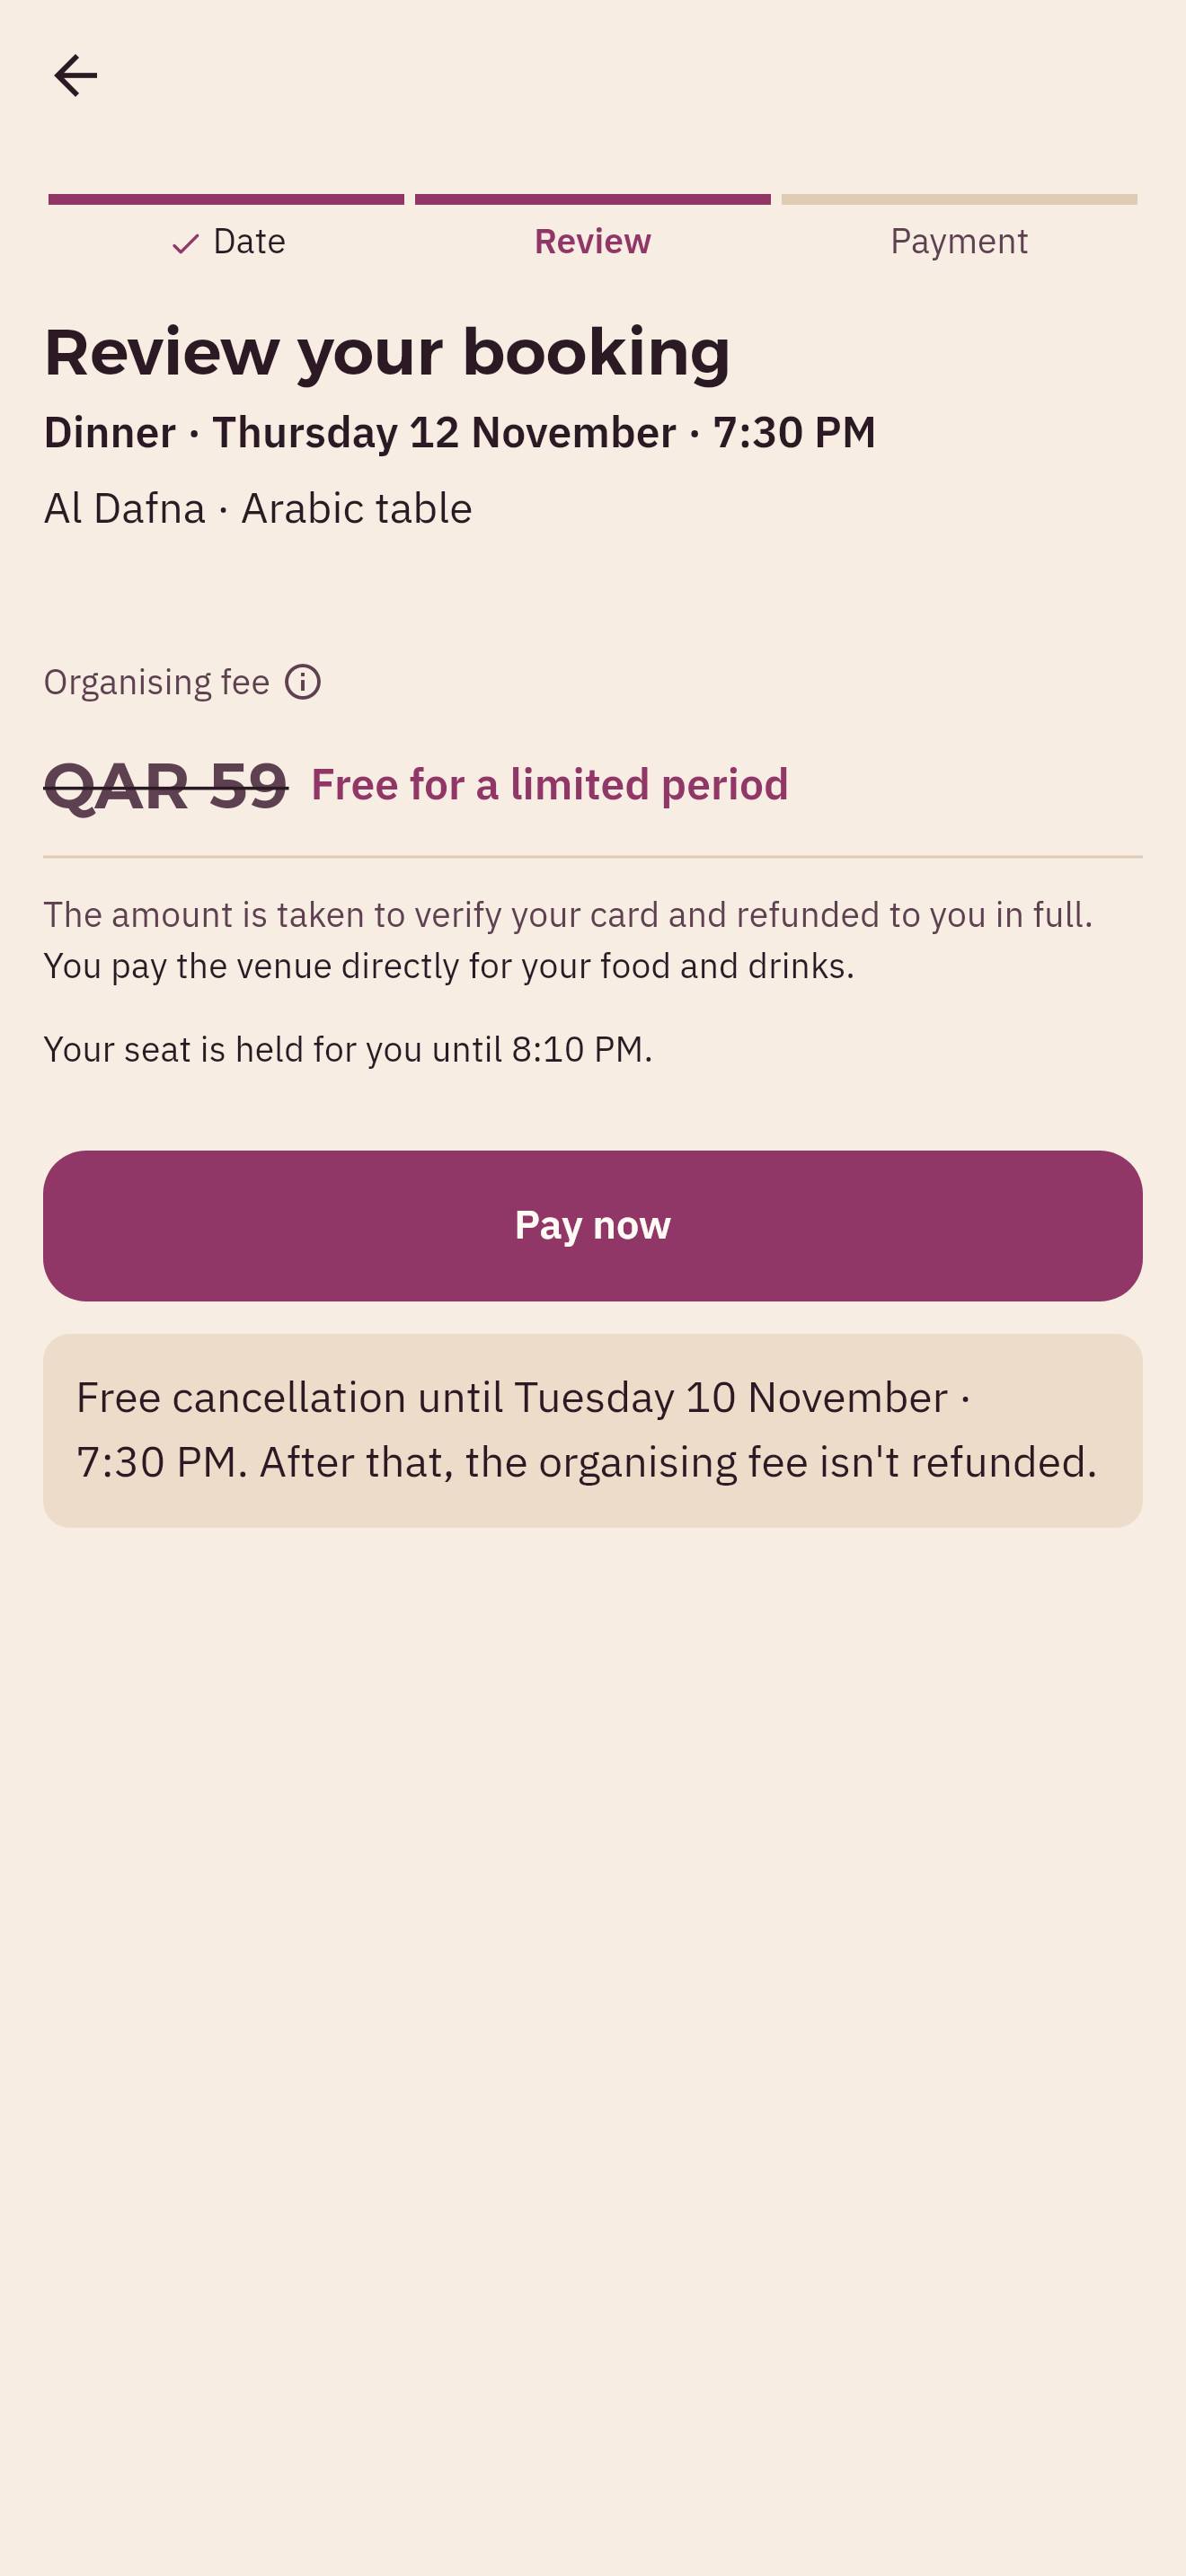 Date
Review
Payment
Review your booking
Dinner · Thursday 12 November · 7:30 PM
Al Dafna · Arabic table
Organising fee
QAR 59 Free for a limited period
The amount is taken to verify your card and refunded to you in full.
You pay the venue directly for your food and drinks.
Your seat is held for you until 8:10 PM.
Pay now
Free cancellation until Tuesday 10 November ·
7:30 PM. After that, the organising fee isn't refunded.